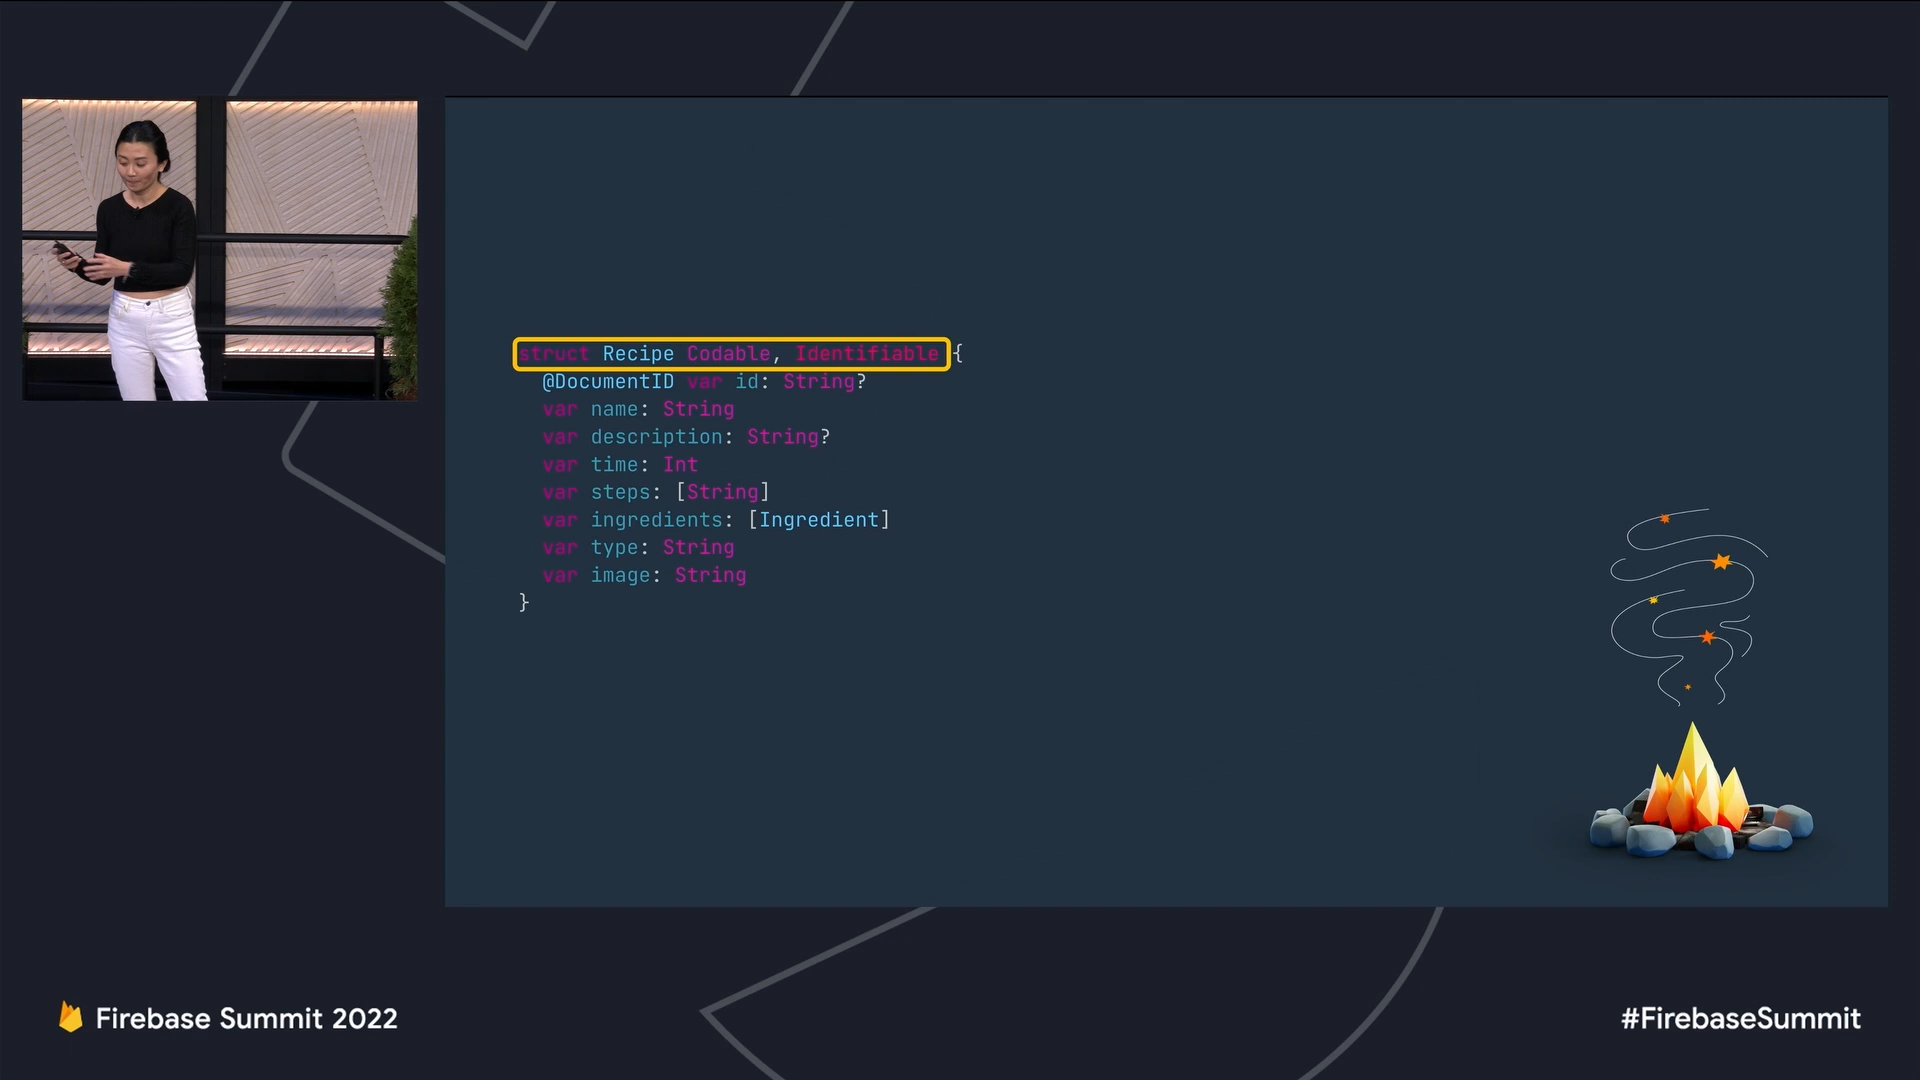 struct Recipe Codable, Identifiable {
@DocumentID var id: String?
var name: String
var description: String?
var time: Int
var steps: [String]
var ingredients: [Ingredient]
var type: String
var image: String
}
Firebase Summit 2022
#FirebaseSummit